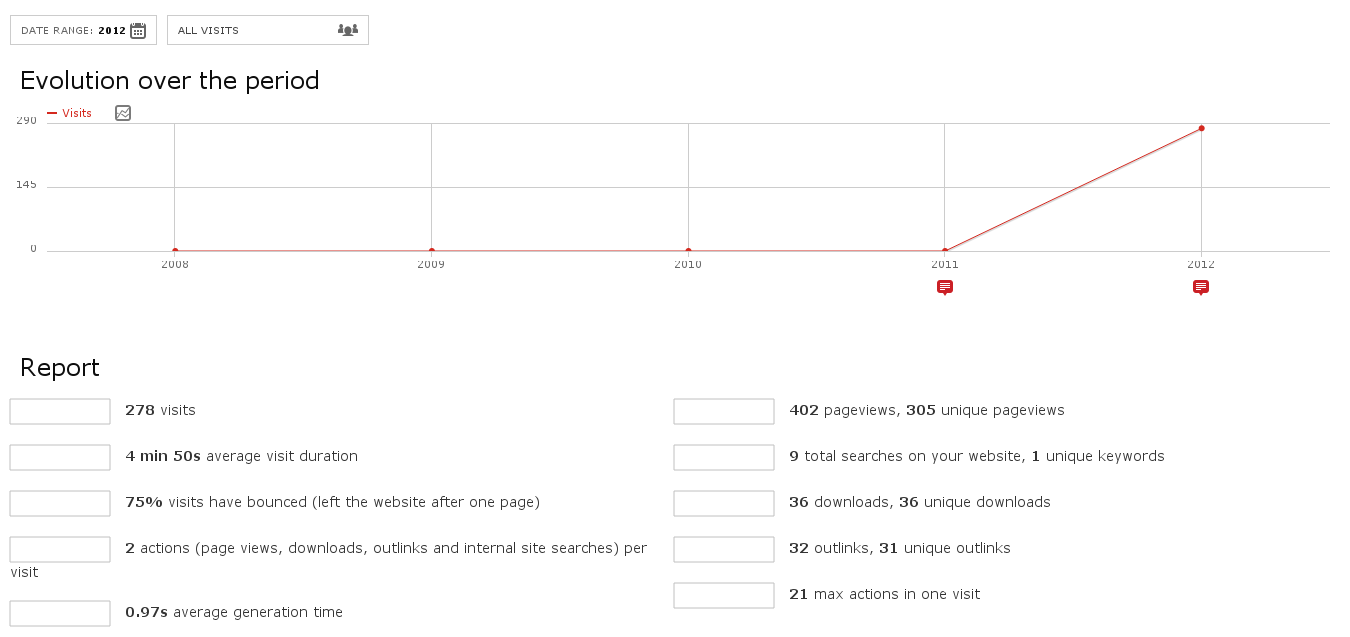 DATE RANGE: 2012 ALL VISITS
Evolution over the period
Visits
290
145
0
2008 2009 2010 2011 2012
Report
278 visits
4 min 50s average visit duration
75% visits have bounced (left the website after one page)
2 actions (page views, downloads, outlinks and internal site searches) per
visit
0.97s average generation time
402 pageviews, 305 unique pageviews
9 total searches on your website, 1 unique keywords
36 downloads, 36 unique downloads
32 outlinks, 31 unique outlinks
21 max actions in one visit